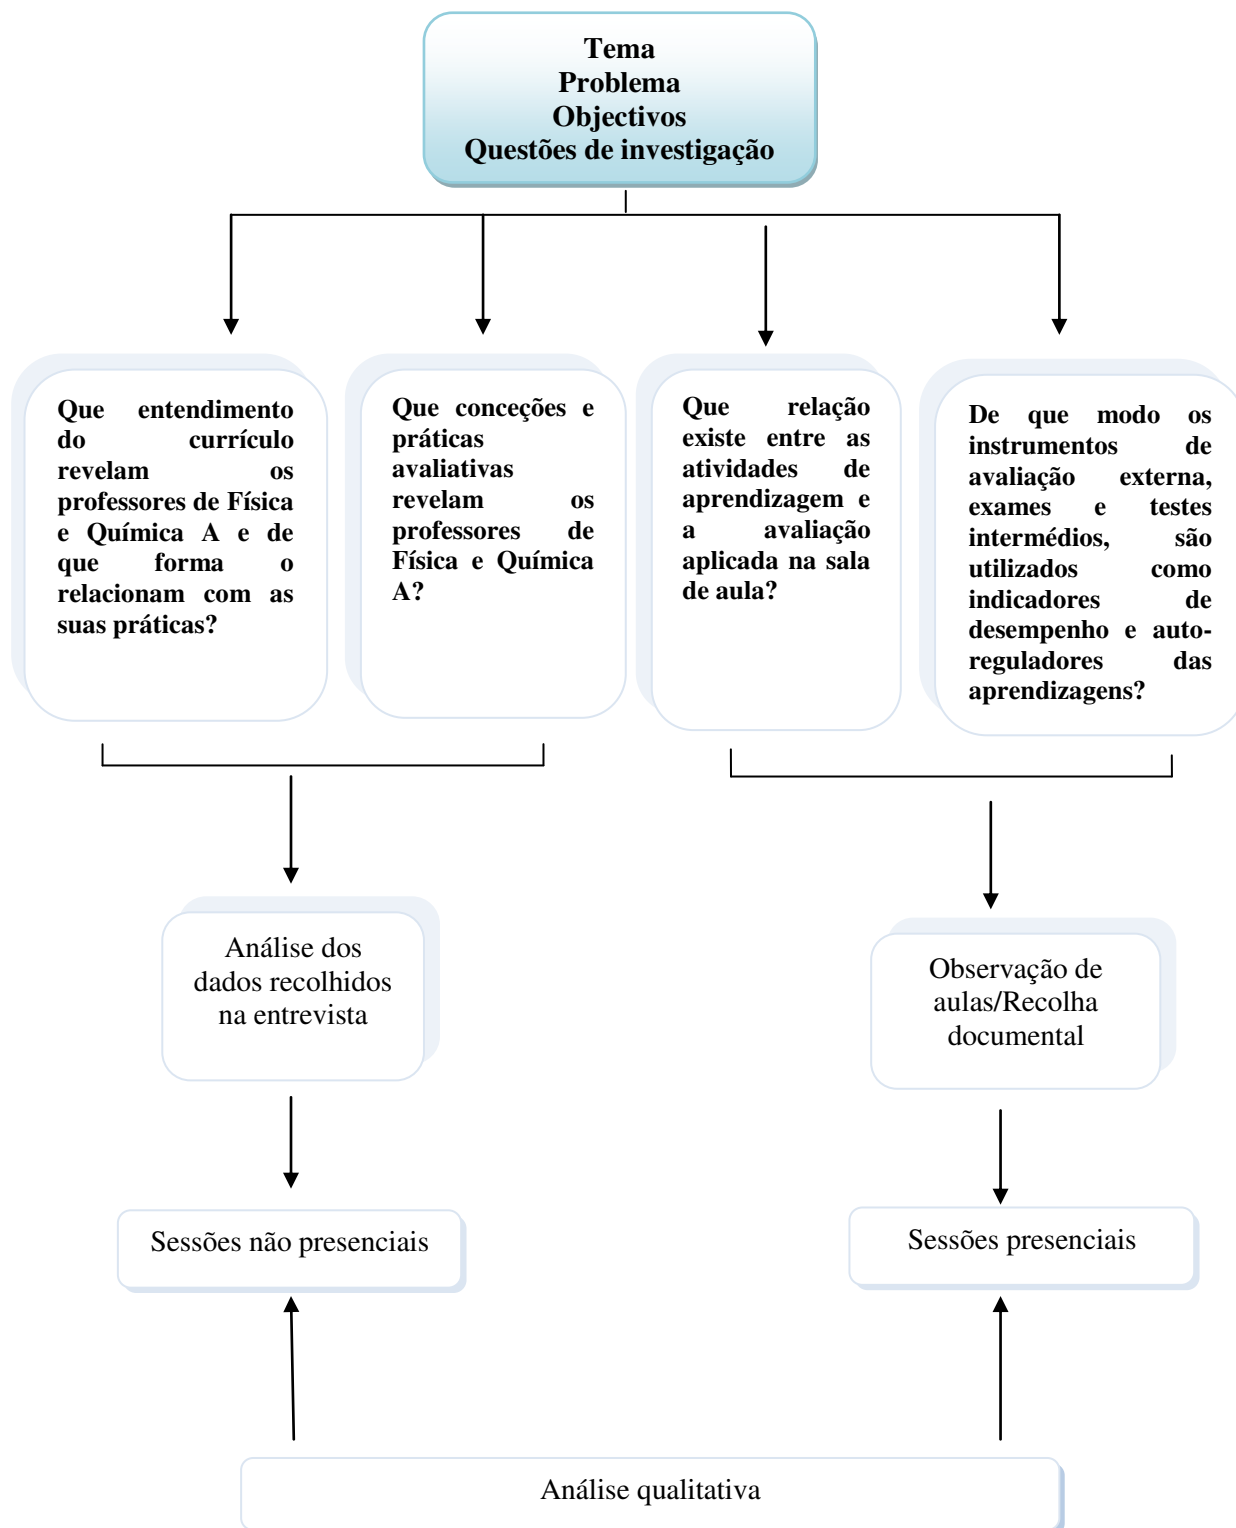 Tema
Problema
Objectivos
Questões de investigação
Que entendimento
do currículo
revelam os
professores de Física
e Química A e de
que forma o
relacionam com as
suas práticas?
Que conceções e
práticas
avaliativas
revelam os
professores de
Física e Química
A?
Que relação
existe entre as
atividades de
aprendizagem e
a avaliação
aplicada na sala
de aula?
De que modo os
instrumentos de
avaliação externa,
exames e testes
intermédios, são
utilizados como
indicadores de
desempenho e auto-
reguladores das
aprendizagens?
Análise dos
dados recolhidos
na entrevista
Observação de
aulas/Recolha
documental
Sessões não presenciais
Sessões presenciais
Análise qualitativa